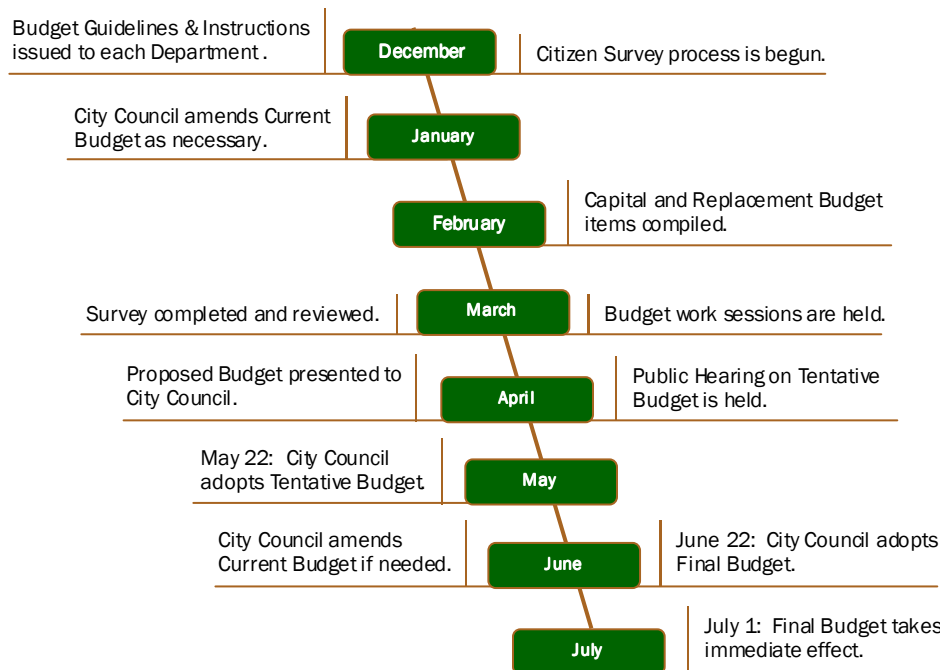 Budget Guidelines & Instructions
issued to each Department .
December
Citizen Survey process is begun.
City Council amends Current
Budget as necessary.
January
February
Capital and Replacement Budget
items compiled.
Survey completed and reviewed.
March
Budget work sessions are held.
Proposed Budget presented to
City Council.
April
Public Hearing on Tentative
Budget is held.
May 22: City Council
adopts Tentative Budget.
May
City Council amends
Current Budget if needed.
June
June 22: City Council adopts
Final Budget.
July
July 1: Final Budget takes
immediate effect.